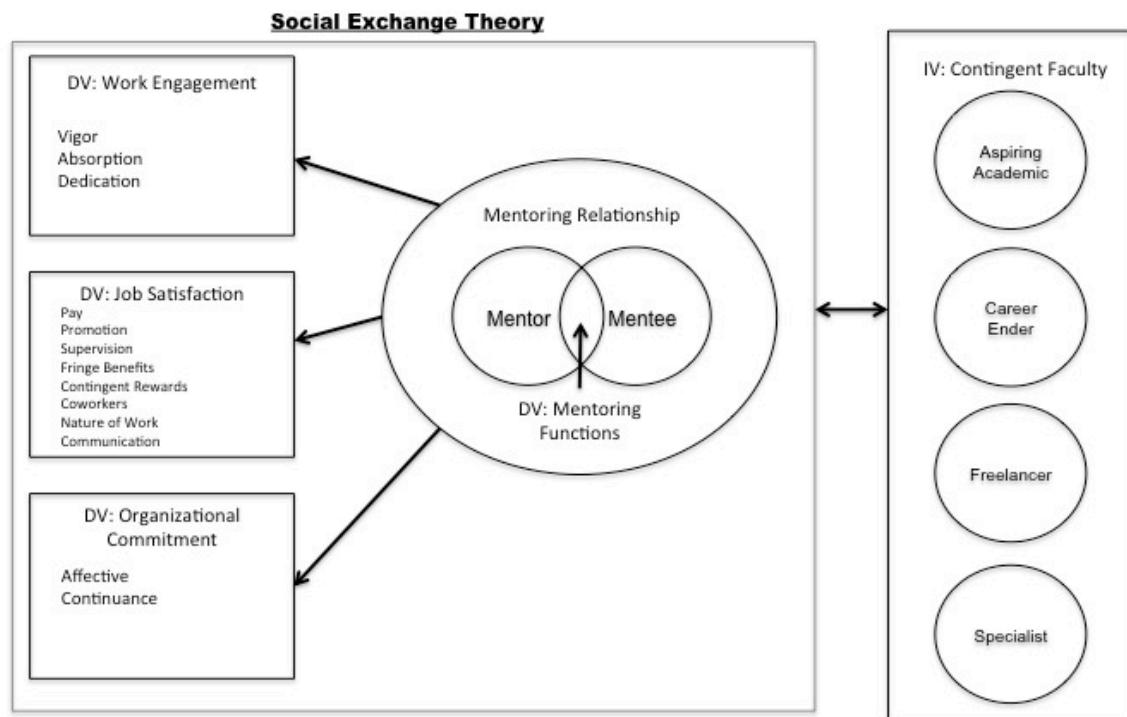 Social Exchange Theory
DV: Work Engagement
Vigor
Absorption
Dedication
DV: Job Satisfaction
Pay
Promotion
Supervision
Fringe Benefits
Contingent Rewards
Coworkers
Nature of Work
Communication
DV: Organizational
Commitment
Affective
Continuance
Mentoring Relationship
Mentor
Mentee
DV: Mentoring
Functions
IV: Contingent Faculty
Aspiring
Academic
Career
Ender
Freelancer
Specialist